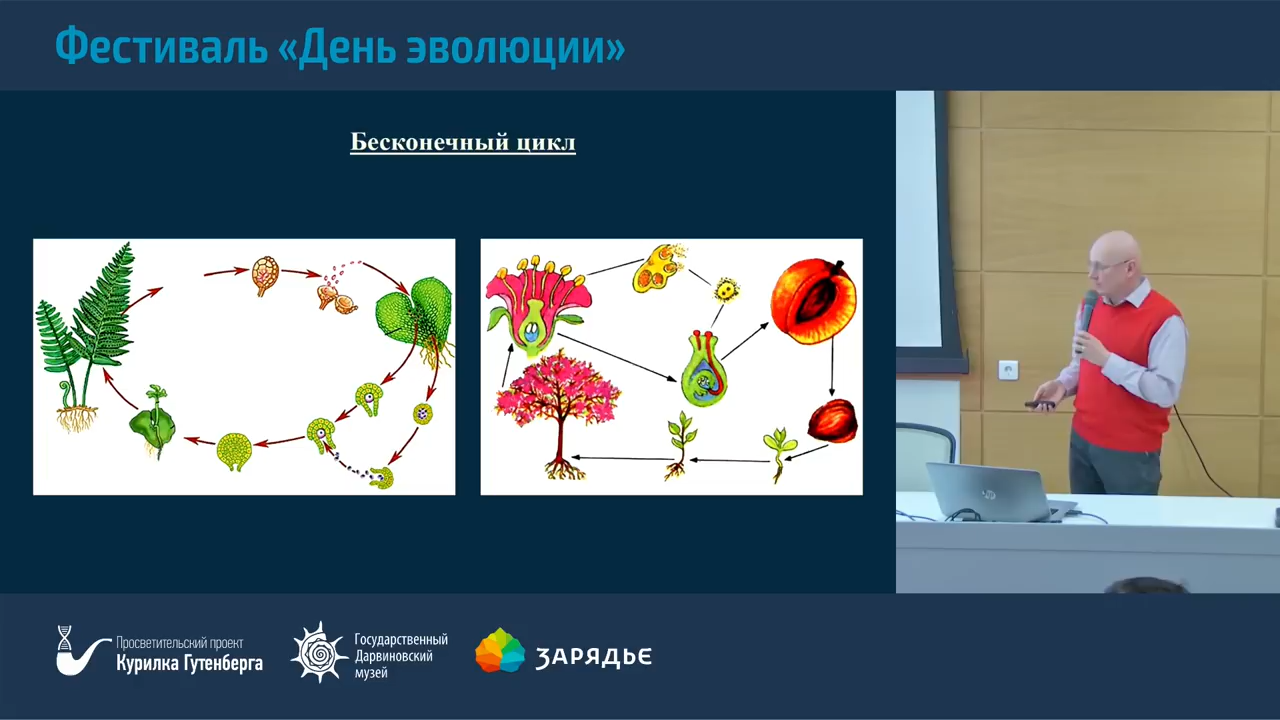 Фестиваль «День эволюции»
Бесконечный цикл
Просветительский проект
Курилка Гутенберга
Государственный
Дарвиновский
музей
ЗАРЯДЬЕ